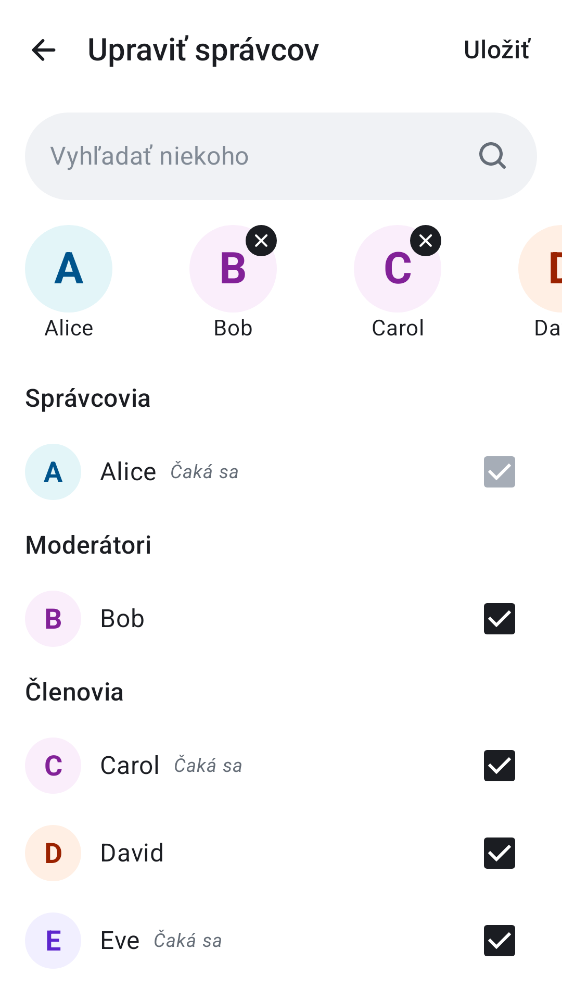 Upraviť správcov Uložiť
Vyhľadať niekoho
A B C D
Alice Bob Carol Da
Správcovia
A Alice Čaká sa
Moderátori
B Bob
Členovia
C Carol Čaká sa
D David
E Eve Čaká sa